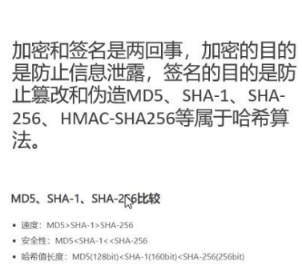 加密和签名是两回事，加密的目的
是防止信息泄露，签名的目的是防
止篡改和伪造MD5、SHA-1、SHA-
256、HMAC-SHA256等属于哈希算
法。
MD5、SHA-1、SHA-256比较
• 速度：MD5>SHA-1>SHA-256
• 安全性：MD5<SHA-1<<SHA-256
• 哈希值长度：MD5(128bit)<SHA-1(160bit)<SHA-256(256bit)